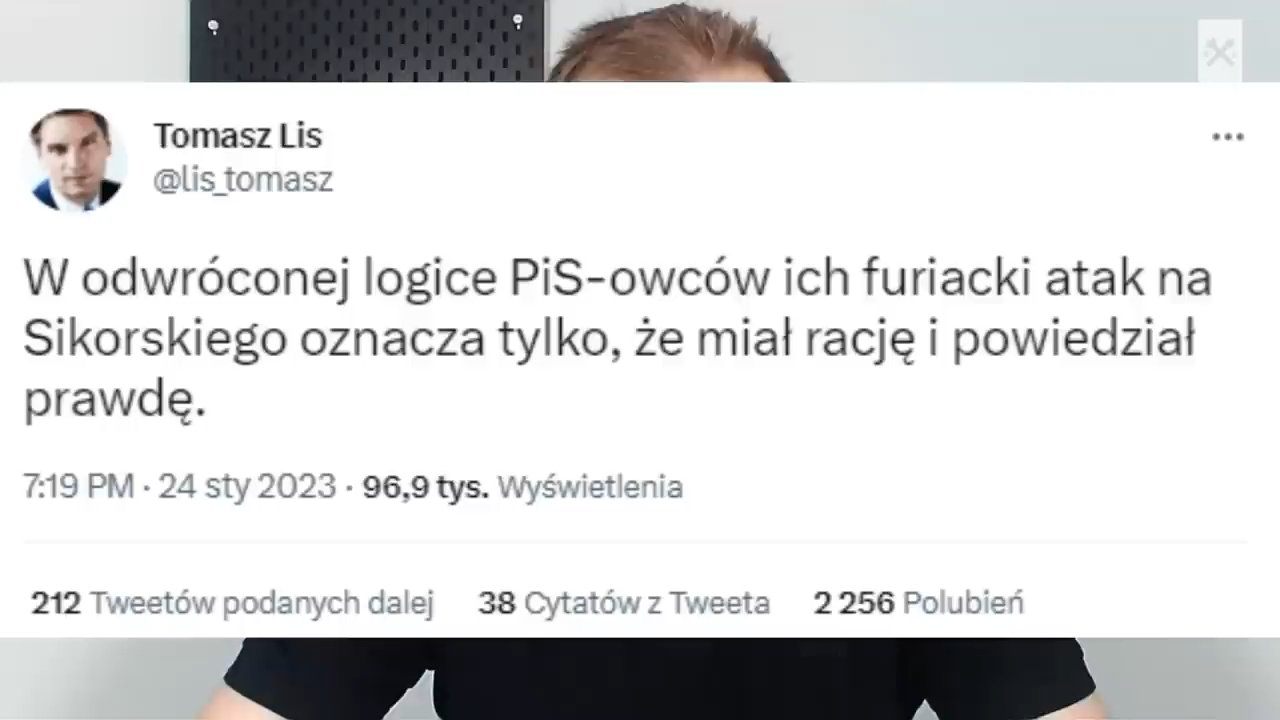 Tomasz Lis
@lis_tomasz
W odwróconej logice PiS-owców ich furiacki atak na
Sikorskiego oznacza tylko, że miał rację i powiedział
prawdę.
7:19 PM · 24 sty 2023 · 96,9 tys. Wyświetlenia
212 Tweetów podanych dalej 38 Cytatów z Tweeta 2 256 Polubień